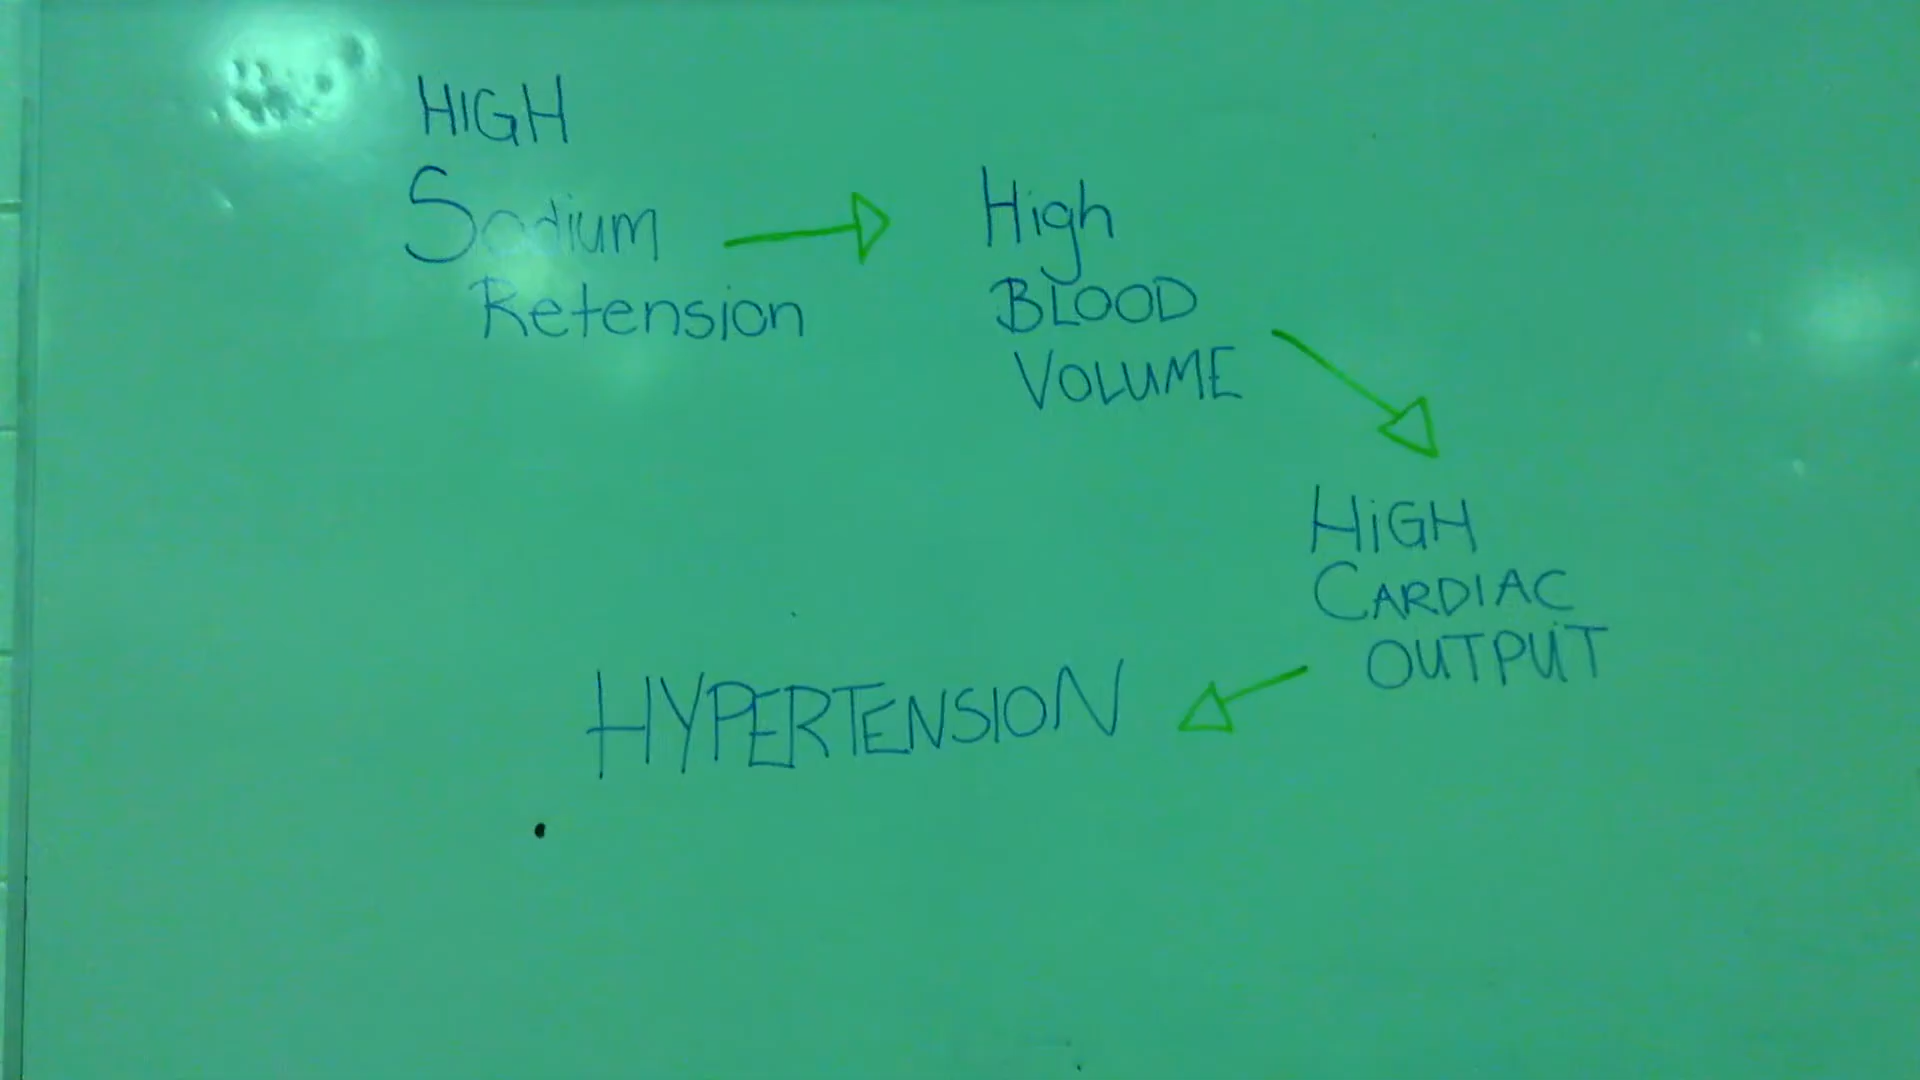 HIGH
Sodium
Retension
High
BLOOD
VOLUME
HiGH
CARDIAC
OUTPUT
HYPERTENSION